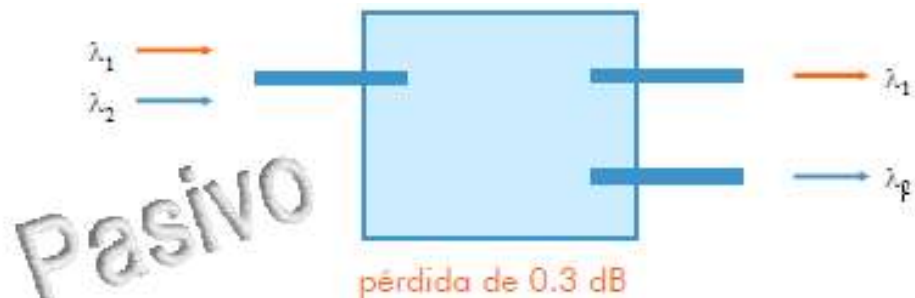 λ1 λ1
λ2
Pasivo
pérdida de 0.3 dB